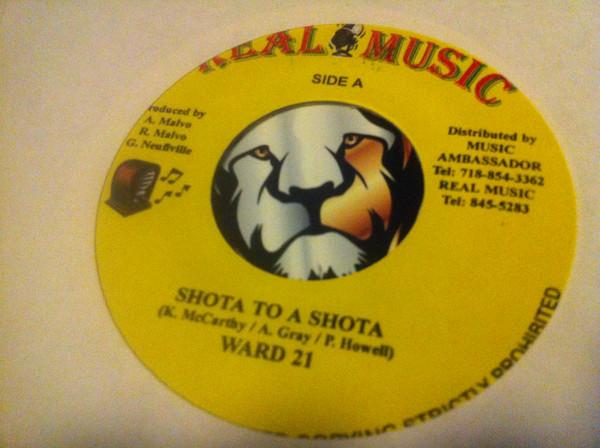 REAL MUSIC
SIDE A
roduced by
A. Malvo
R. Malvo
G. Neufville
Distributed by
MUSIC
AMBASSADOR
Tel: 718-854-3362
REAL MUSIC
Tel: 845-5283
SHOTA TO A SHOTA
(K. McCarthy / A. Gray / P. Howell)
WARD 21
COPYING STRICTLY PROHIBITED